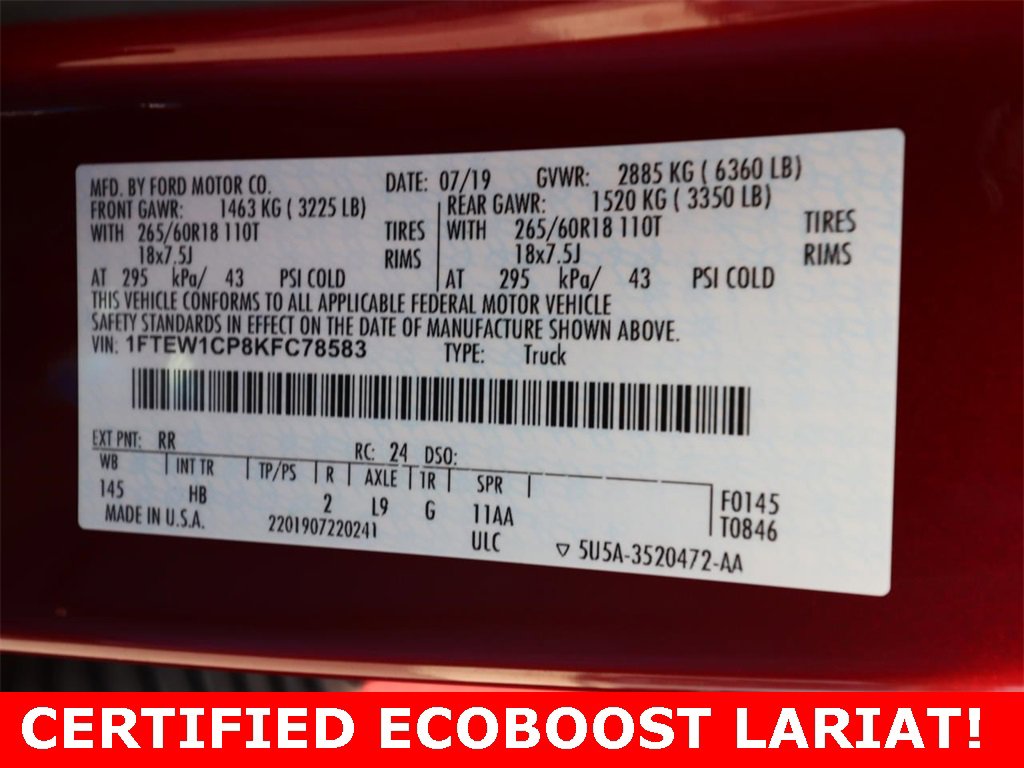 MFD. BY FORD MOTOR CO. DATE: 07/19 GVWR: 2885 KG ( 6360 LB)
FRONT GAWR: 1463 KG ( 3225 LB) REAR GAWR: 1520 KG ( 3350 LB)
WITH 265/60R18 110T TIRES WITH 265/60R18 110T TIRES
18x7.5J RIMS 18x7.5J RIMS
AT 295 kPa/ 43 PSI COLD AT 295 kPa/ 43 PSI COLD
THIS VEHICLE CONFORMS TO ALL APPLICABLE FEDERAL MOTOR VEHICLE
SAFETY STANDARDS IN EFFECT ON THE DATE OF MANUFACTURE SHOWN ABOVE.
VIN: 1FTEW1CP8KFC78583 TYPE: Truck
EXT PNT: RR RC: 24 DSO:
WB INT TR TP/PS R AXLE TR SPR
145 HB 2 L9 G 11AA F0145
MADE IN U.S.A. 2201907220241 ULC T0846
▽ 5U5A-3520472-AA
CERTIFIED ECOBOOST LARIAT!